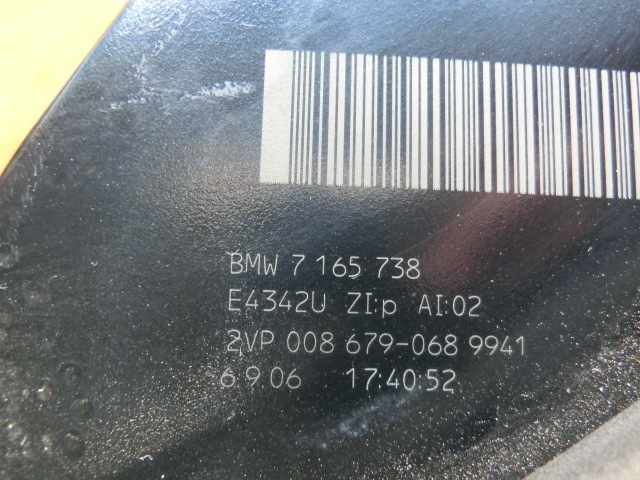 BMW 7 165 738
E4342U ZI:p AI:02
2VP 008 679-068 9941
6 9 06 17:40:52